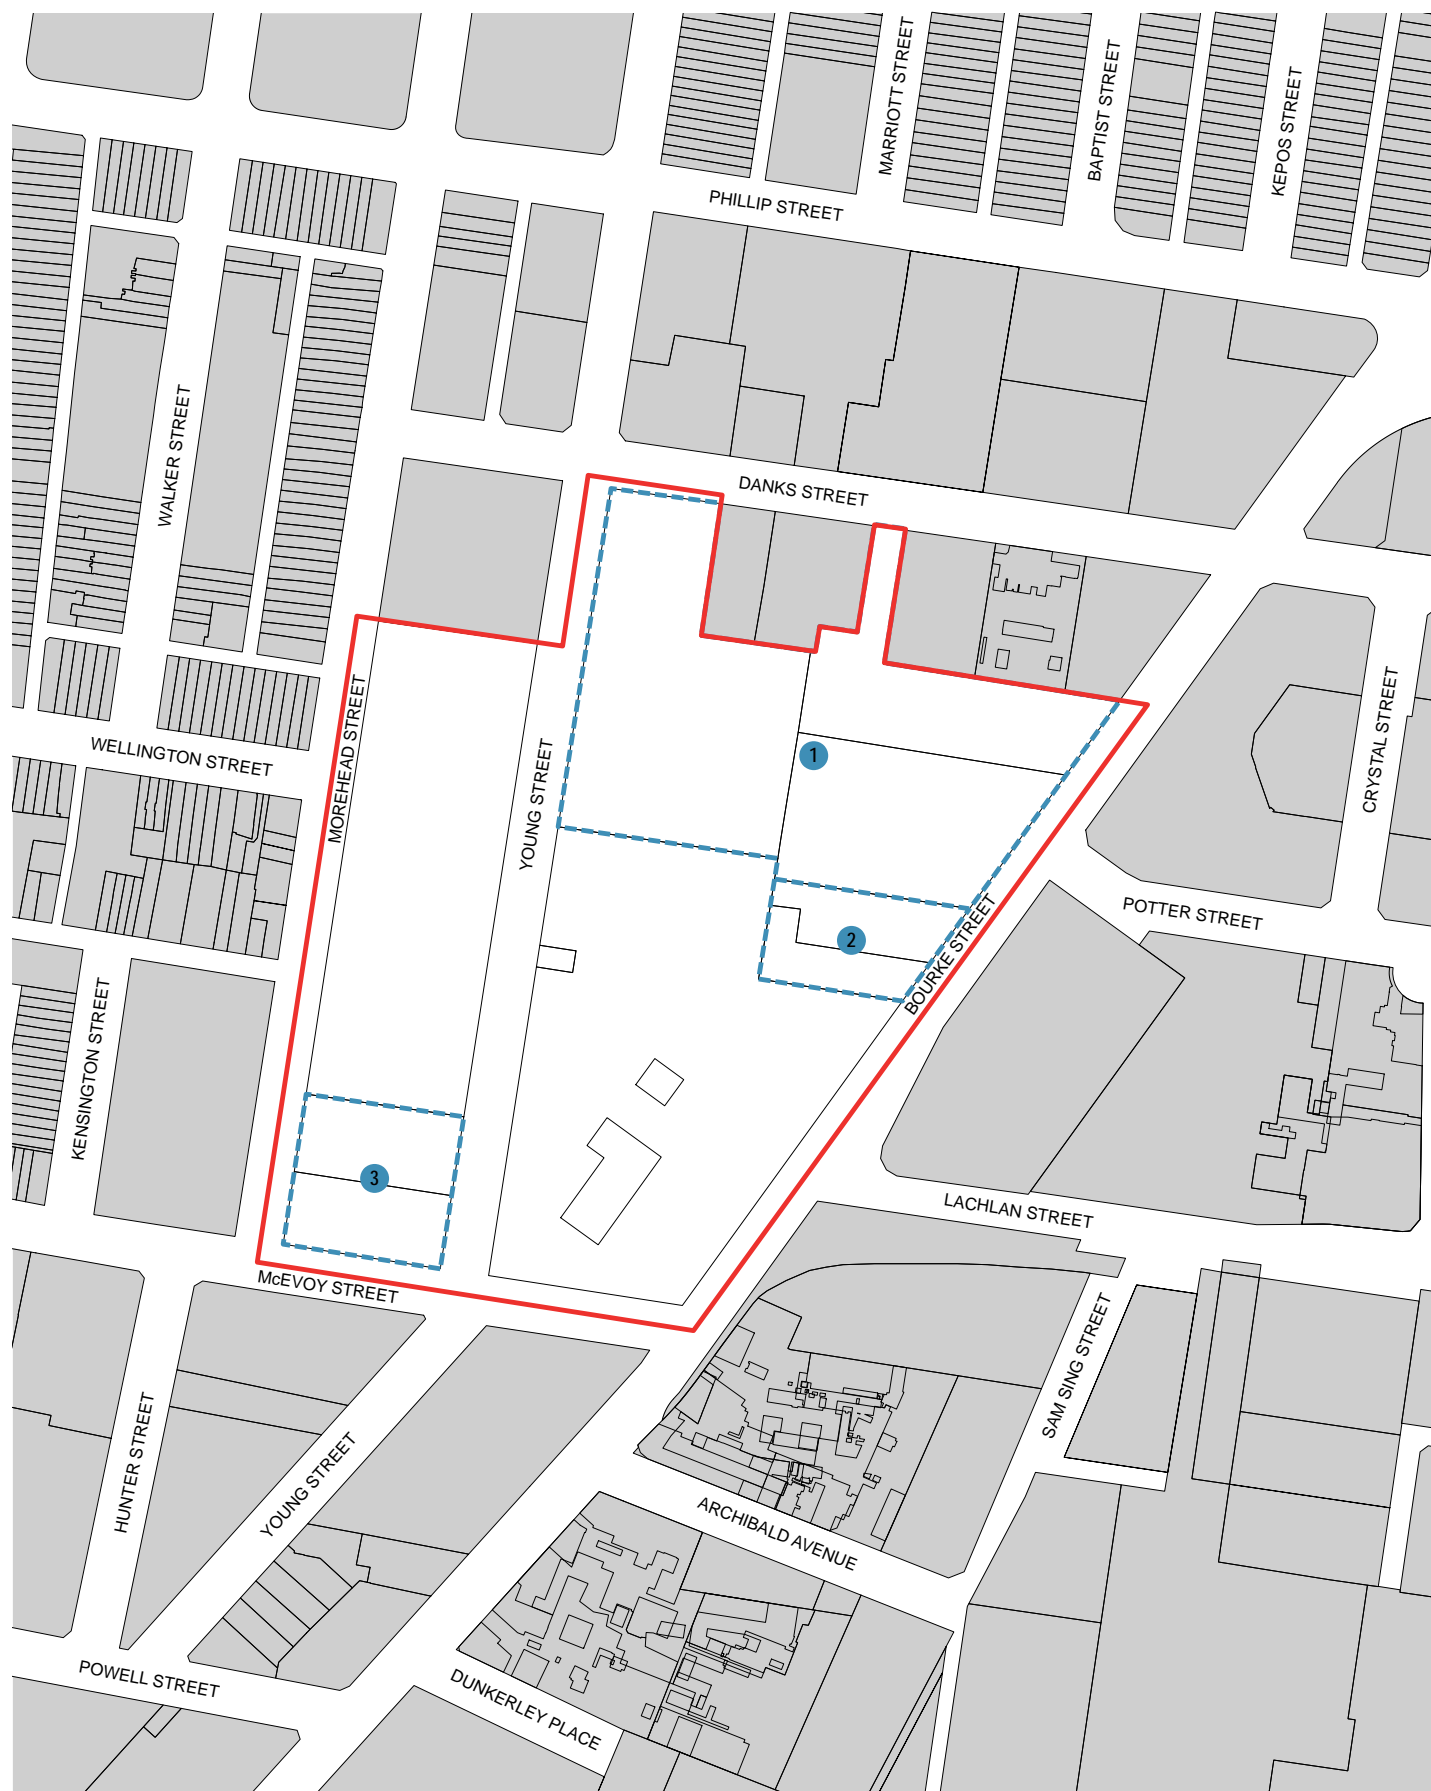 MARRIOTT STREET
BAPTIST STREET
KEPOS STREET
PHILLIP STREET
WALKER STREET
DANKS STREET
MOREHEAD STREET
CRYSTAL STREET
WELLINGTON STREET
YOUNG STREET
1
POTTER STREET
2
BOURKE STREET
KENSINGTON STREET
3
LACHLAN STREET
McEVOY STREET
SAM SING STREET
HUNTER STREET
YOUNG STREET
ARCHIBALD AVENUE
POWELL STREET
DUNKERLEY PLACE